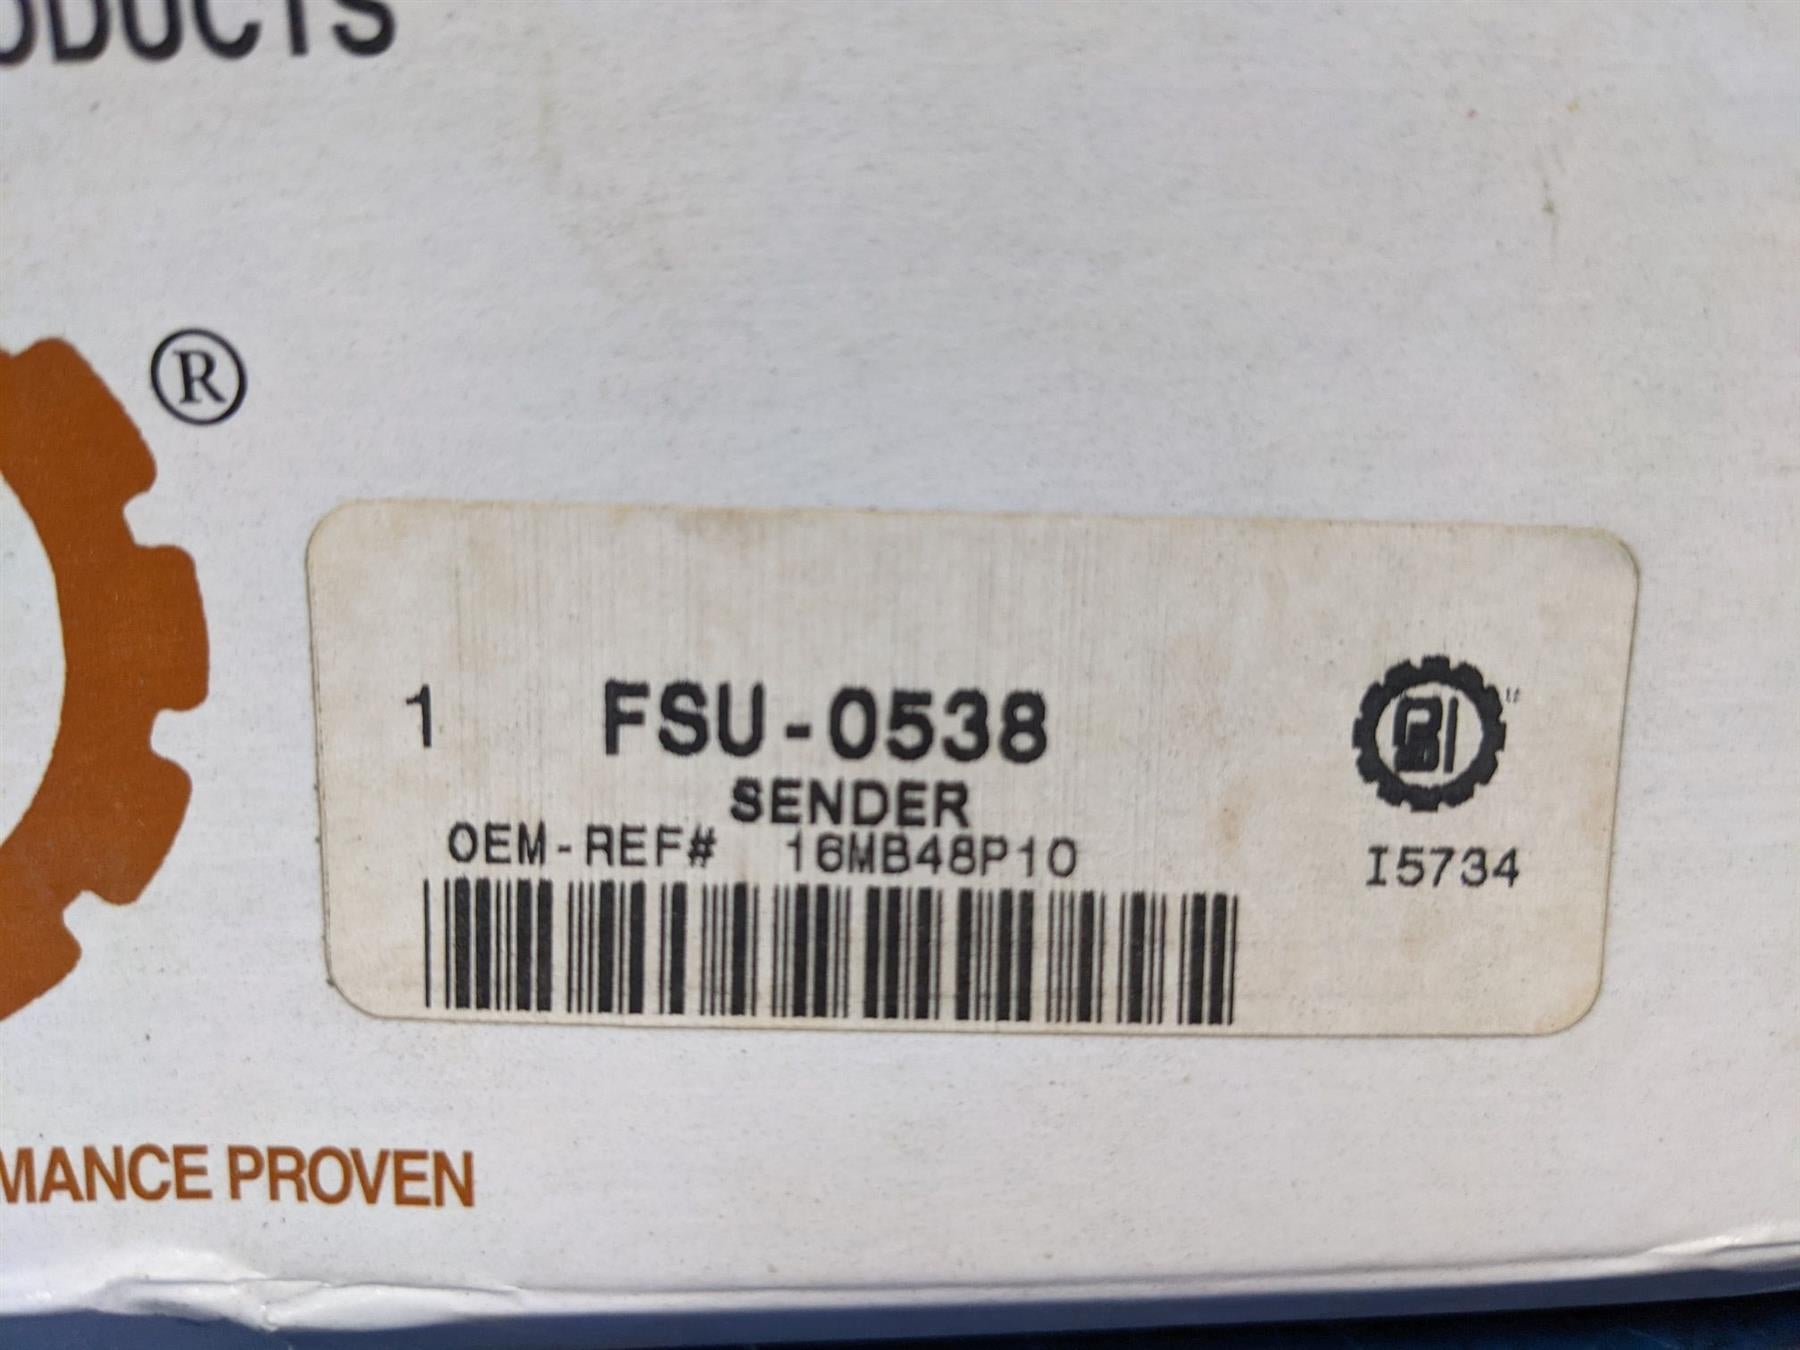 ODUCTS
®
1 FSU-0538
SENDER
OEM-REF# 16MB48P10
I5734
MANCE PROVEN